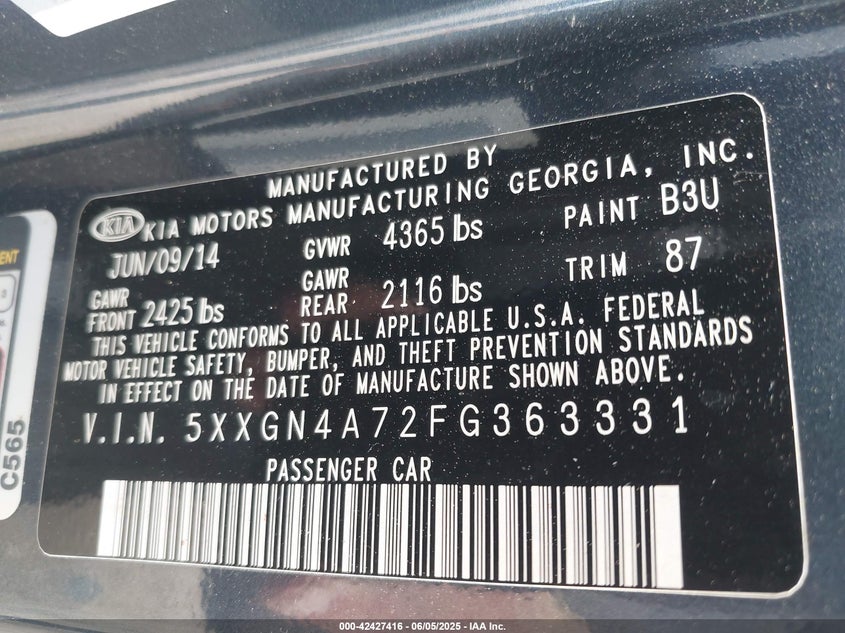 MANUFACTURED BY
KIA KIA MOTORS MANUFACTURING GEORGIA, INC.
JUN/09/14 GVWR 4365 lbs PAINT B3U
GAWR FRONT 2425 lbs GAWR REAR 2116 lbs TRIM 87
THIS VEHICLE CONFORMS TO ALL APPLICABLE U.S.A. FEDERAL
MOTOR VEHICLE SAFETY, BUMPER, AND THEFT PREVENTION STANDARDS
IN EFFECT ON THE DATE OF MANUFACTURE SHOWN ABOVE.
V.I.N. 5XXGN4A72FG363331
PASSENGER CAR
C565
000-42427416 - 06/05/2025 - IAA Inc.